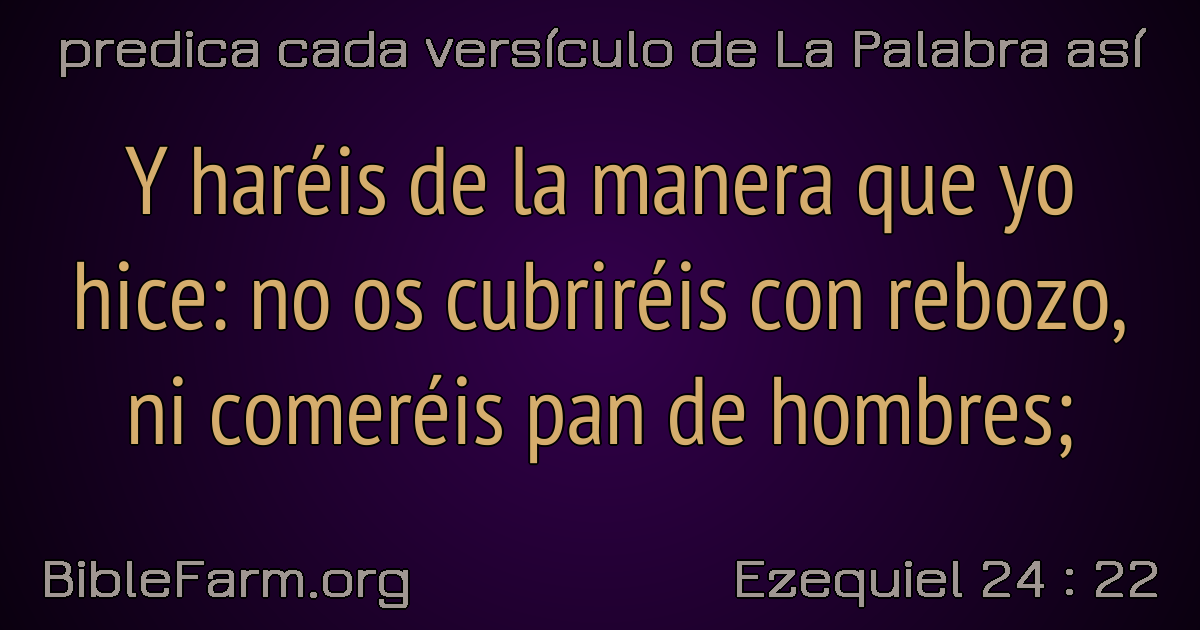 predica cada versículo de La Palabra así
Y haréis de la manera que yo
hice: no os cubriréis con rebozo,
ni comeréis pan de hombres;
BibleFarm.org
Ezequiel 24 : 22